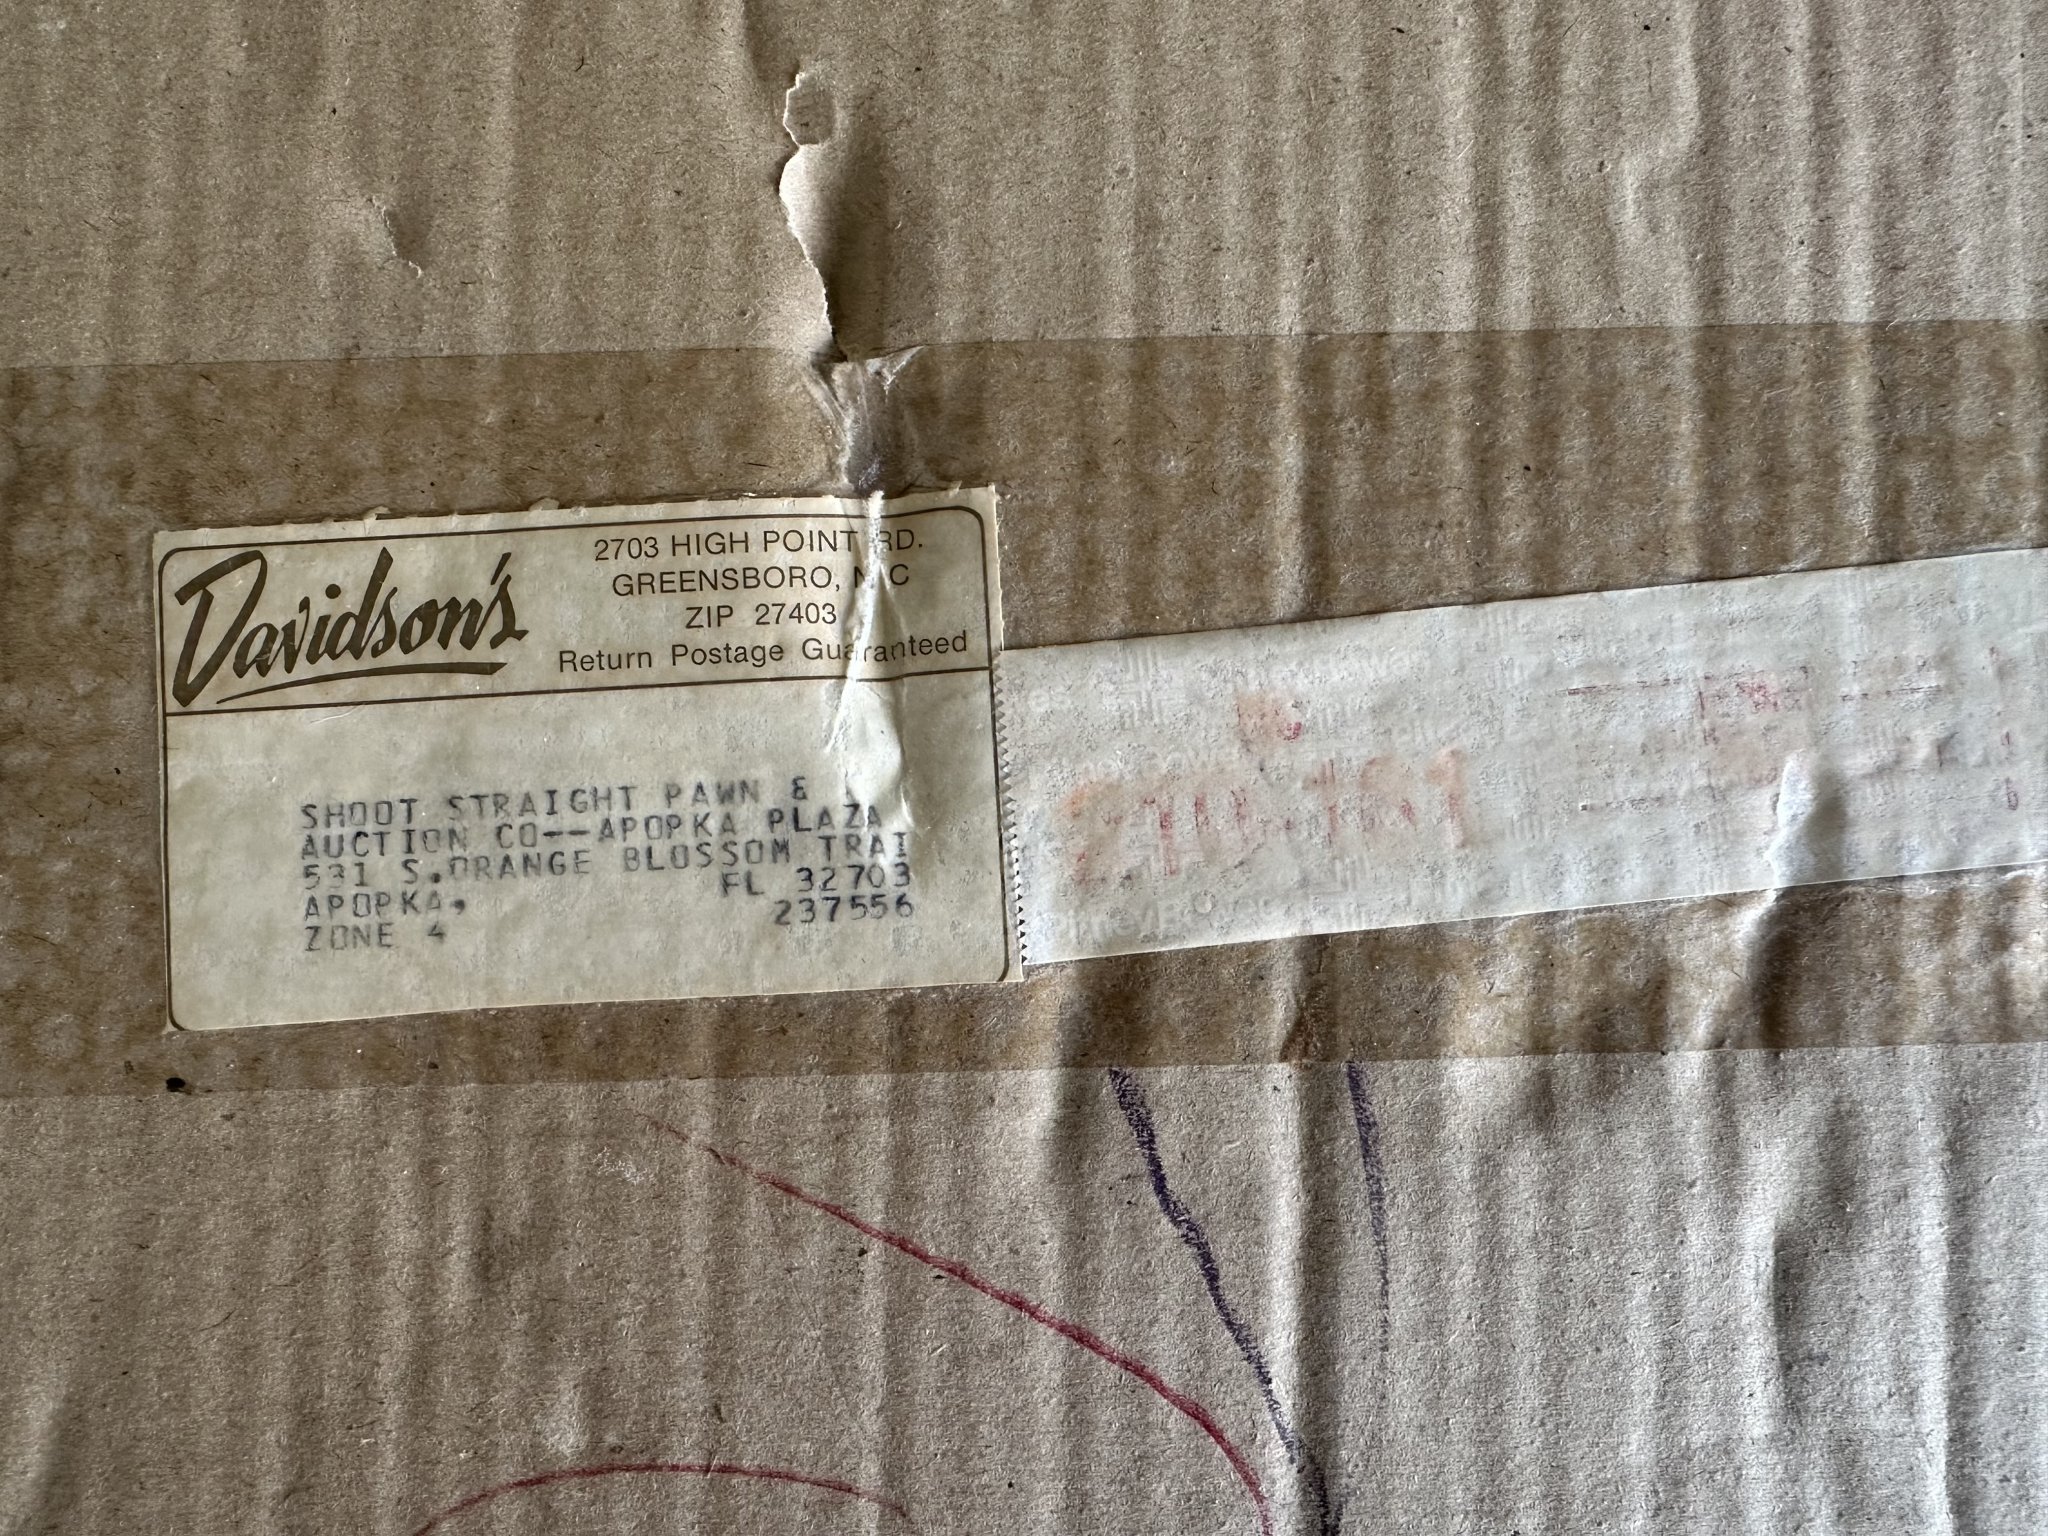 Davidson's
2703 HIGH POINT RD.
GREENSBORO, N.C
ZIP 27403
Return Postage Guaranteed
SHOOT STRAIGHT PAWN &
AUCTION CO--APOPKA PLAZA
531 S.ORANGE BLOSSOM TRAI
APOPKA, FL 32703
ZONE 4 237556